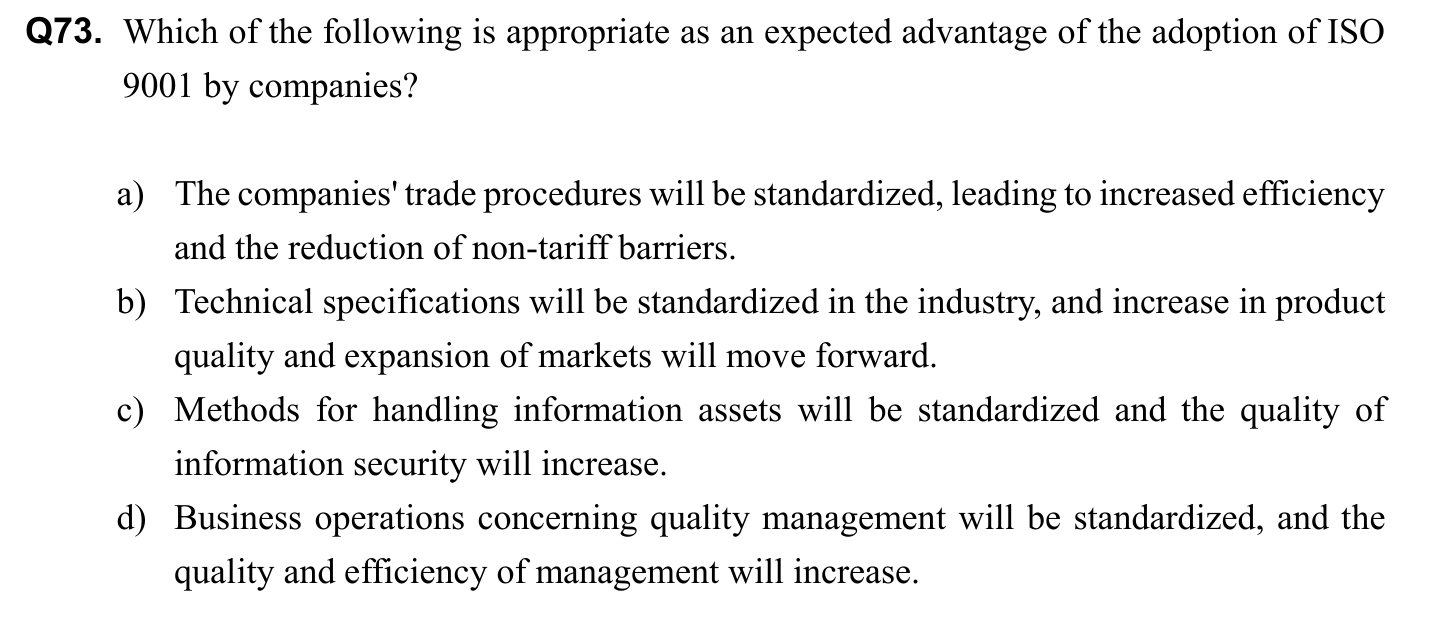 Q73. Which of the following is appropriate as an expected advantage of the adoption of ISO
9001 by companies?
a) The companies' trade procedures will be standardized, leading to increased efficiency
and the reduction of non-tariff barriers.
b) Technical specifications will be standardized in the industry, and increase in product
quality and expansion of markets will move forward.
c) Methods for handling information assets will be standardized and the quality of
information security will increase.
d) Business operations concerning quality management will be standardized, and the
quality and efficiency of management will increase.